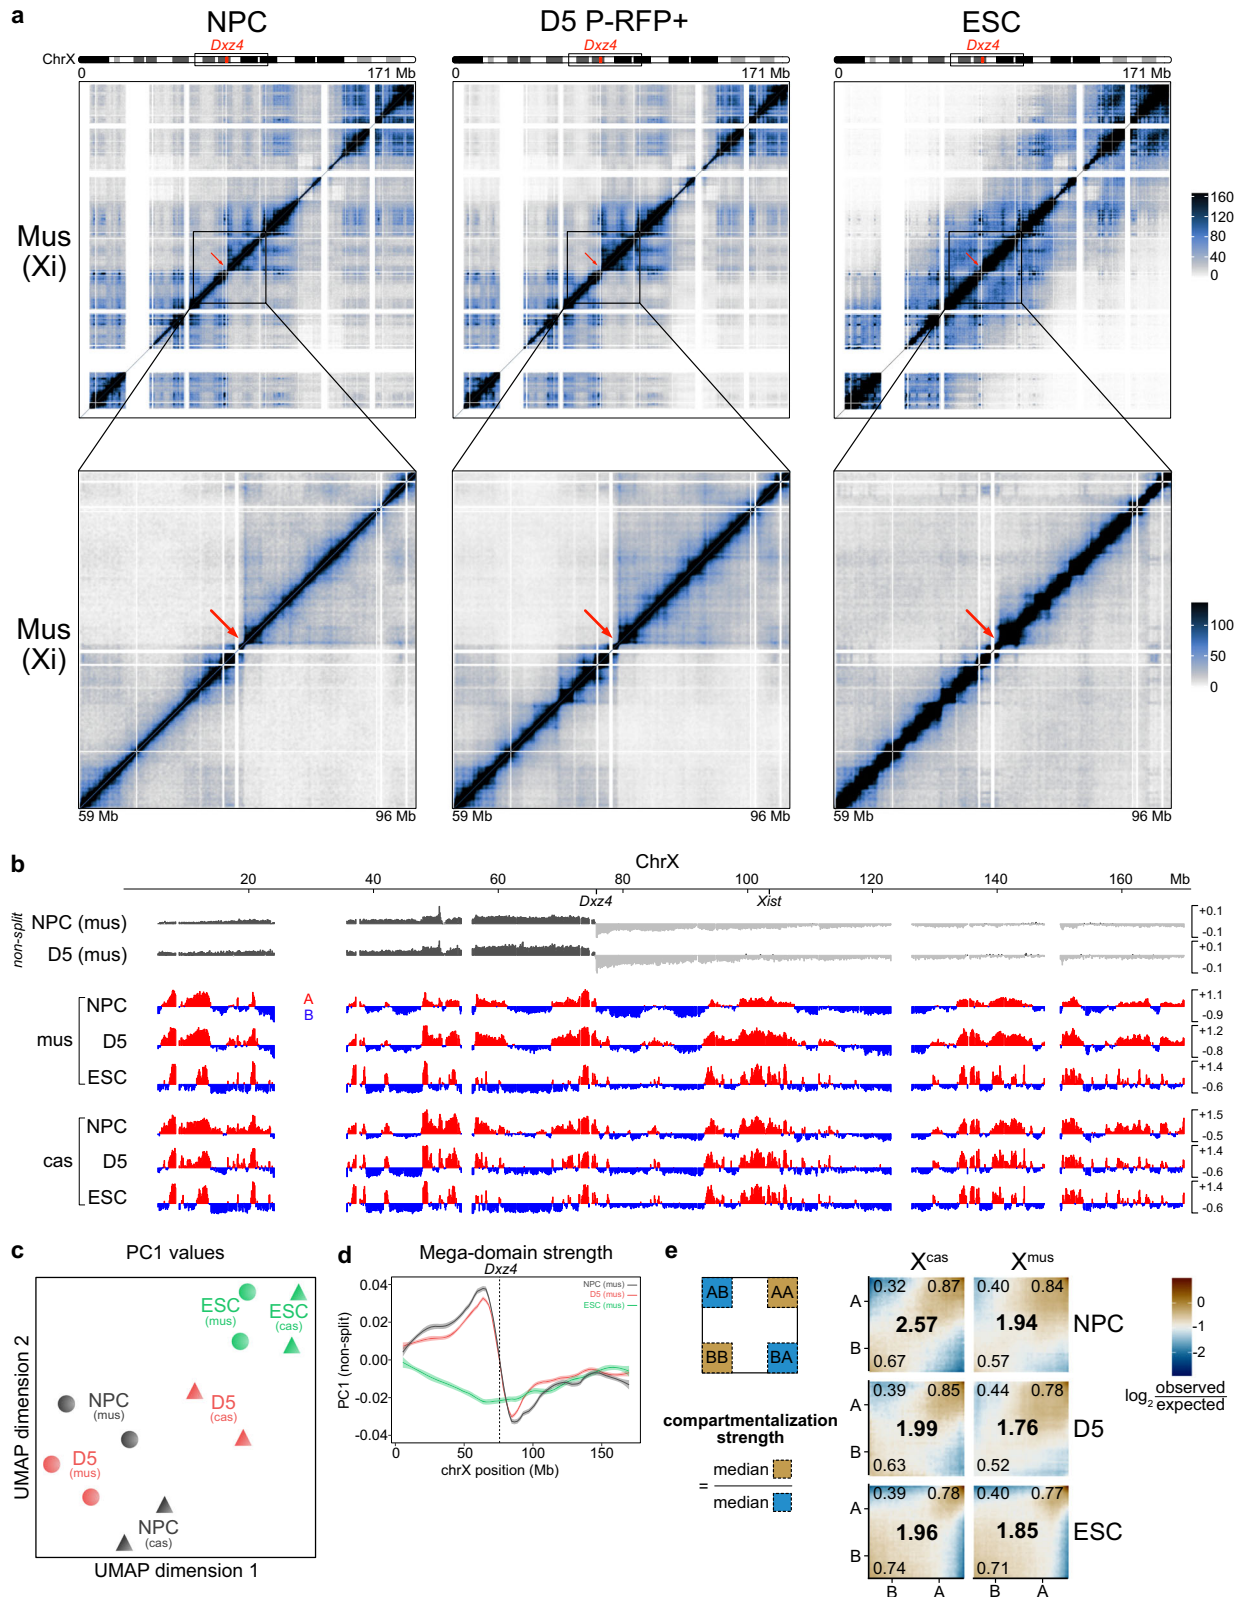 a
NPC
D5 P-RFP+
ESC
Dxz4
Dxz4
Dxz4
ChrX
0
171 Mb
0
171 Mb
0
171 Mb
Mus
(Xi)
160
120
80
40
0
Mus
(Xi)
100
50
0
59 Mb
96 Mb
59 Mb
96 Mb
59 Mb
96 Mb
b
ChrX
20
40
60
80
100
120
140
160
Mb
Dxz4
Xist
non-split
NPC (mus)
+0.1
-0.1
D5 (mus)
+0.1
-0.1
A
B
mus
NPC
+1.1
-0.9
D5
+1.2
-0.8
ESC
+1.4
-0.6
cas
NPC
+1.5
-0.5
D5
+1.4
-0.6
ESC
+1.4
-0.6
c
PC1 values
UMAP dimension 2
ESC
(mus)
ESC
(cas)
D5
(cas)
NPC
(mus)
D5
(mus)
NPC
(cas)
UMAP dimension 1
d
Mega-domain strength
Dxz4
NPC (mus)
D5 (mus)
ESC (mus)
0.04
0.02
0.00
-0.02
-0.04
PC1 (non-split)
0
50
100
150
chrX position (Mb)
e
AB
AA
BB
BA
compartmentalization
strength
=
median
median
Xcas
Xmus
A
B
0.32
0.87
2.57
0.67
0.40
0.84
1.94
0.57
NPC
A
B
0.39
0.85
1.99
0.63
0.44
0.78
1.76
0.52
D5
A
B
0.39
0.78
1.96
0.74
0.40
0.77
1.85
0.71
ESC
B
A
B
A
0
-1
-2
log2 observed
expected